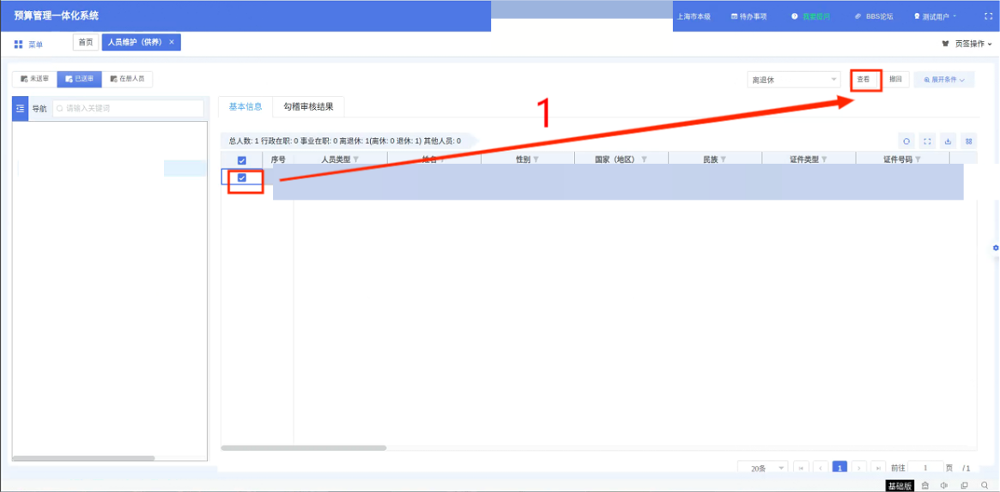 预算管理一体化系统
上海市本级 待办事项 我要提问 BBS论坛 测试用户
菜单 首页 人员维护（供养） × 页签操作
未送审 已送审 在册人员 离退休 查看 撤回 展开条件
导航 请输入关键词 基本信息 勾稽审核结果
1
总人数: 1 行政在职: 0 事业在职: 0 离退休: 1(离休: 0 退休: 1) 其他人员: 0
序号 人员类型 姓名 性别 国家（地区） 民族 证件类型 证件号码
20条 1 前往 1 页 /1
基础版